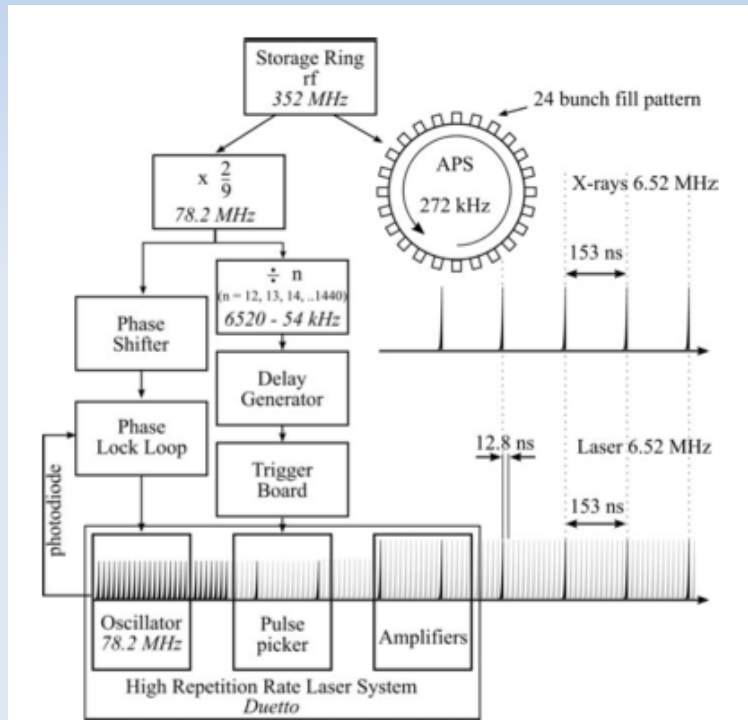 Storage Ring
rf
352 MHz
24 bunch fill pattern
APS
272 kHz
X-rays 6.52 MHz
153 ns
x 2/9
78.2 MHz
÷ n
(n = 12, 13, 14, ..1440)
6520 - 54 kHz
Phase
Shifter
Delay
Generator
Phase
Lock Loop
Trigger
Board
photodiode
12.8 ns
Laser 6.52 MHz
153 ns
Oscillator
78.2 MHz
Pulse
picker
Amplifiers
High Repetition Rate Laser System
Duetto